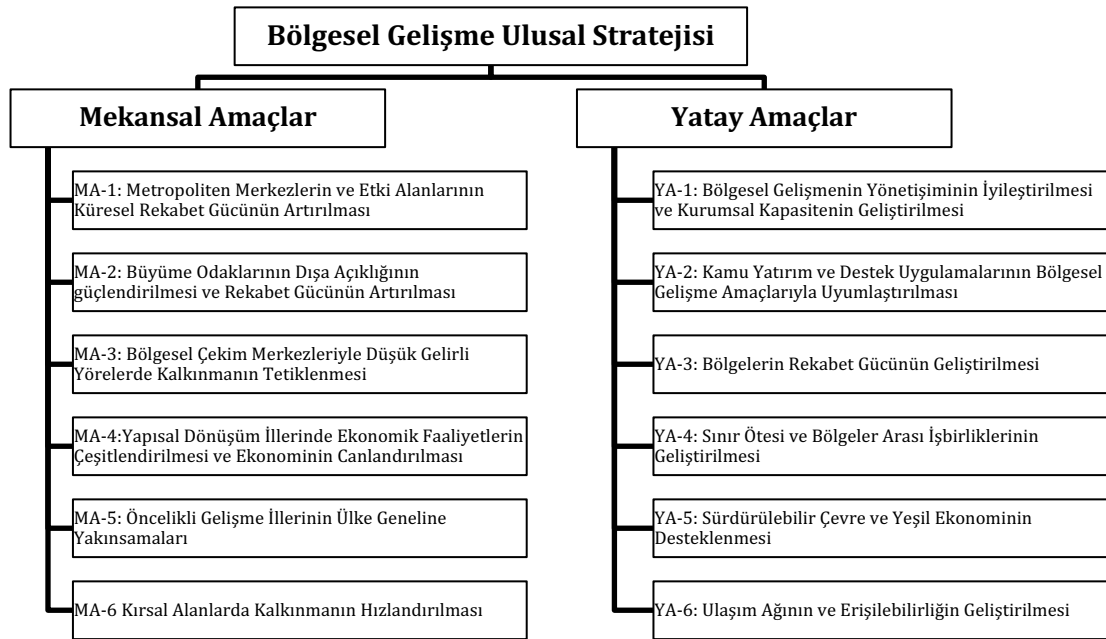 Bölgesel Gelişme Ulusal Stratejisi
Mekansal Amaçlar
MA-1: Metropoliten Merkezlerin ve Etki Alanlarının
Küresel Rekabet Gücünün Artırılması
MA-2: Büyüme Odaklarının Dışa Açıklığının
güçlendirilmesi ve Rekabet Gücünün Artırılması
MA-3: Bölgesel Çekim Merkezleriyle Düşük Gelirli
Yörelerde Kalkınmanın Tetiklenmesi
MA-4:Yapısal Dönüşüm İllerinde Ekonomik Faaliyetlerin
Çeşitlendirilmesi ve Ekonominin Canlandırılması
MA-5: Öncelikli Gelişme İllerinin Ülke Geneline
Yakınsamaları
MA-6 Kırsal Alanlarda Kalkınmanın Hızlandırılması
Yatay Amaçlar
YA-1: Bölgesel Gelişmenin Yönetişiminin İyileştirilmesi
ve Kurumsal Kapasitenin Geliştirilmesi
YA-2: Kamu Yatırım ve Destek Uygulamalarının Bölgesel
Gelişme Amaçlarıyla Uyumlaştırılması
YA-3: Bölgelerin Rekabet Gücünün Geliştirilmesi
YA-4: Sınır Ötesi ve Bölgeler Arası İşbirliklerinin
Geliştirilmesi
YA-5: Sürdürülebilir Çevre ve Yeşil Ekonominin
Desteklenmesi
YA-6: Ulaşım Ağının ve Erişilebilirliğin Geliştirilmesi